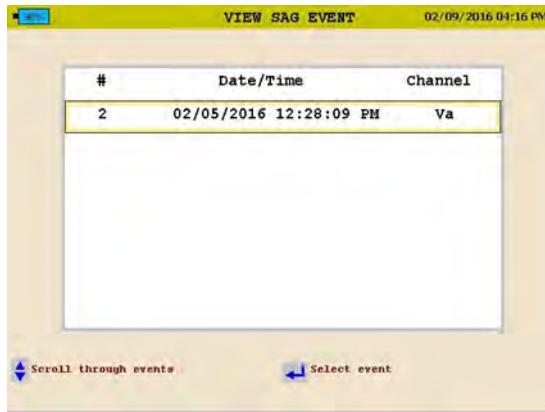 VIEW SAG EVENT 02/09/2016 04:16 PM
# Date/Time Channel
2 02/05/2016 12:28:09 PM Va
Scroll through events Select event